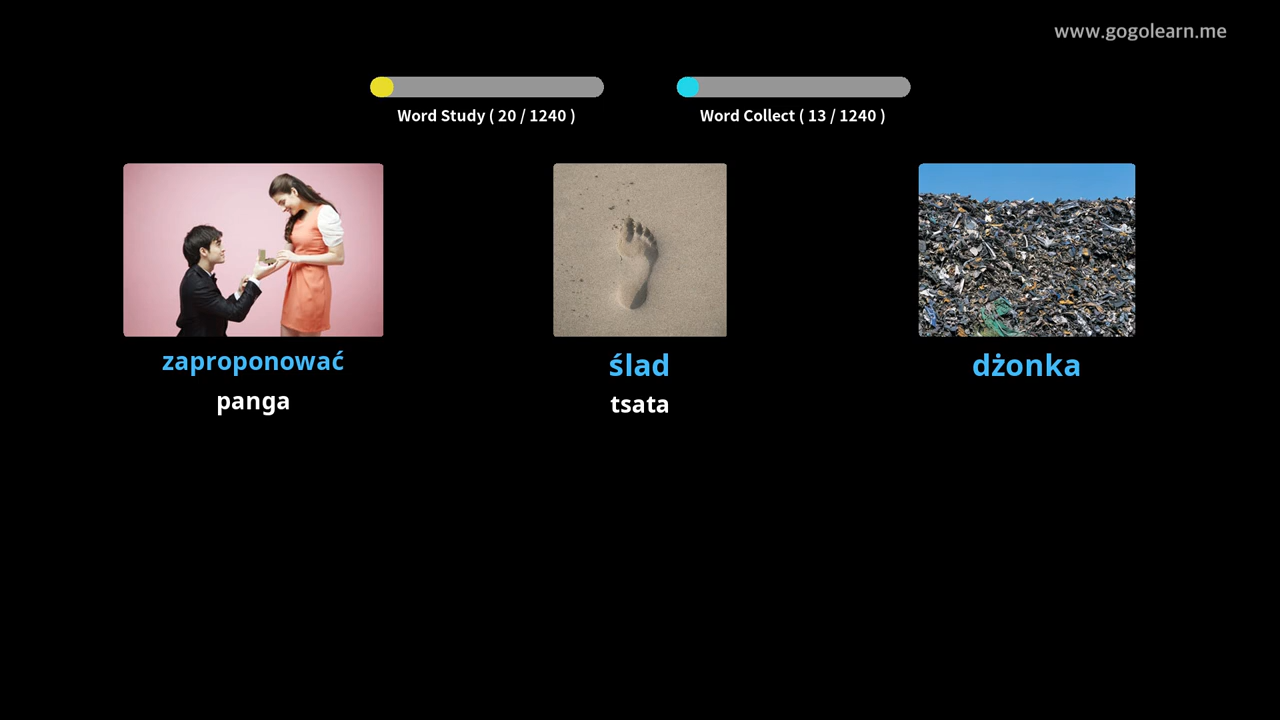 www.gogolearn.me
Word Study ( 20 / 1240 )
Word Collect ( 13 / 1240 )
zaproponować
panga
ślad
tsata
dżonka